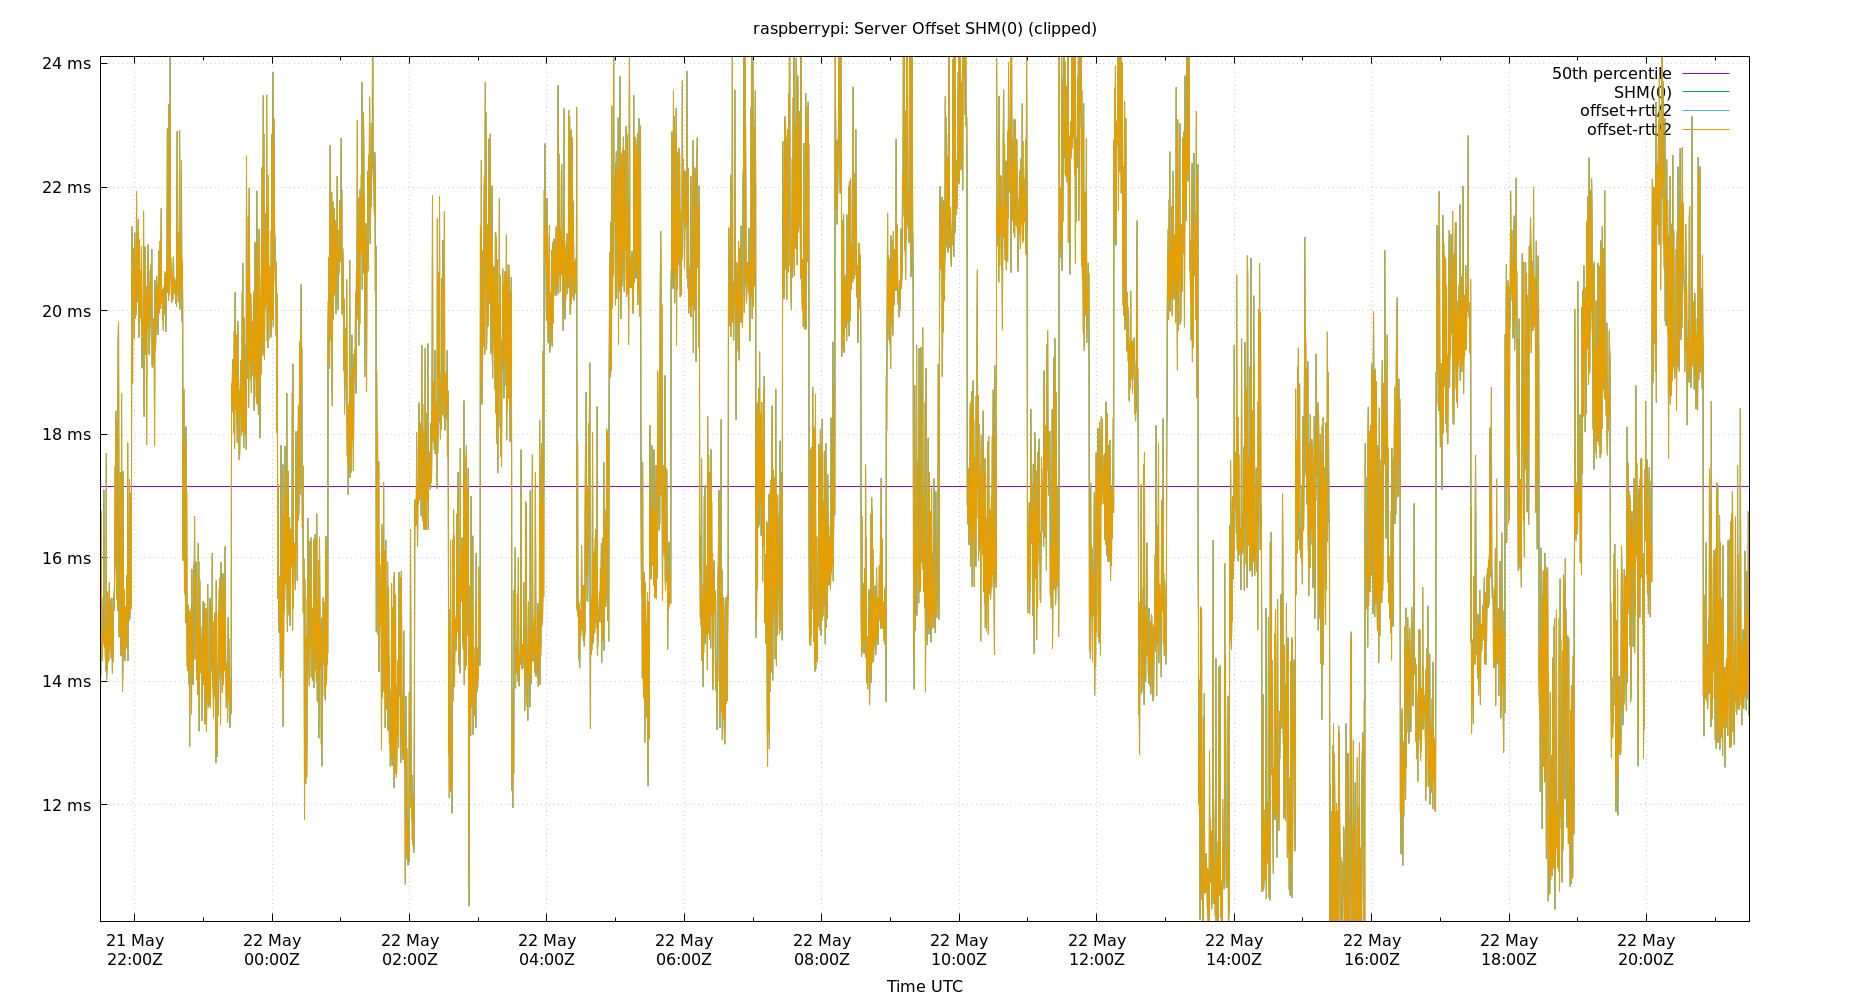 raspberrypi: Server Offset SHM(0) (clipped)
24 ms
22 ms
20 ms
18 ms
16 ms
14 ms
12 ms
50th percentile
SHM(0)
offset+rtt/2
offset-rtt/2
21 May 22 May 22 May 22 May 22 May 22 May 22 May 22 May 22 May 22 May 22 May 22 May
22:00Z 00:00Z 02:00Z 04:00Z 06:00Z 08:00Z 10:00Z 12:00Z 14:00Z 16:00Z 18:00Z 20:00Z
Time UTC